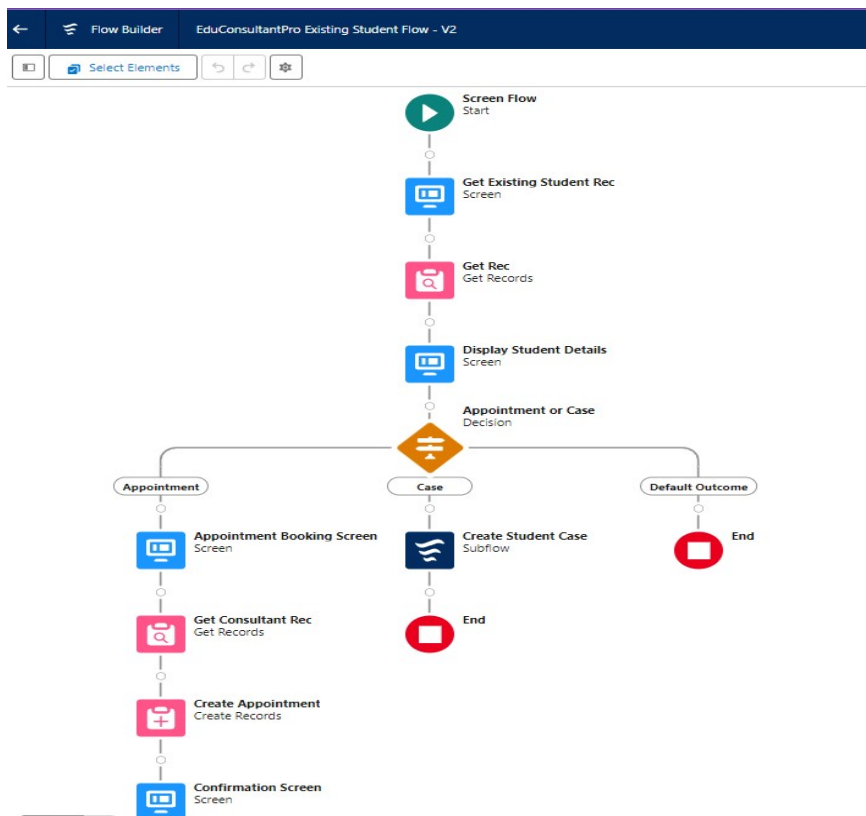 Flow Builder
EduConsultantPro Existing Student Flow - V2
Select Elements
Screen Flow
Start
Get Existing Student Rec
Screen
Get Rec
Get Records
Display Student Details
Screen
Appointment or Case
Decision
Appointment
Case
Default Outcome
Appointment Booking Screen
Screen
Create Student Case
Subflow
End
Get Consultant Rec
Get Records
End
Create Appointment
Create Records
Confirmation Screen
Screen